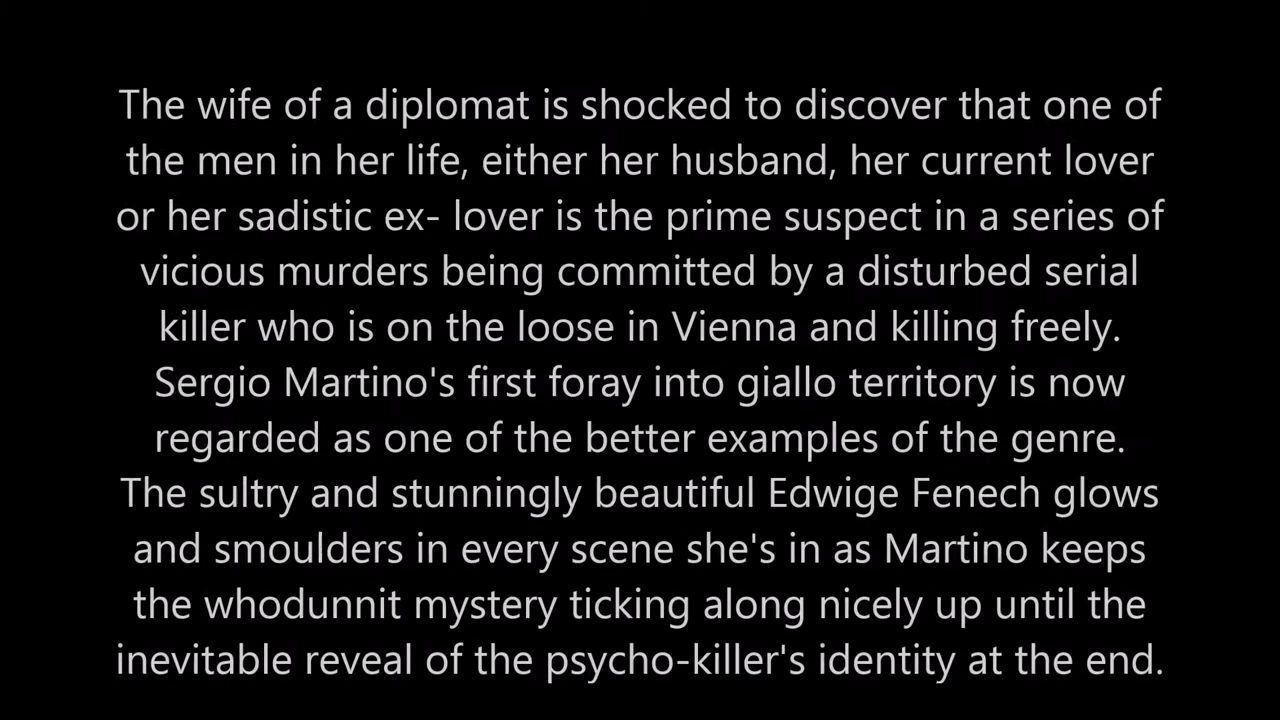 The wife of a diplomat is shocked to discover that one of
the men in her life, either her husband, her current lover
or her sadistic ex- lover is the prime suspect in a series of
vicious murders being committed by a disturbed serial
killer who is on the loose in Vienna and killing freely.
Sergio Martino's first foray into giallo territory is now
regarded as one of the better examples of the genre.
The sultry and stunningly beautiful Edwige Fenech glows
and smoulders in every scene she's in as Martino keeps
the whodunnit mystery ticking along nicely up until the
inevitable reveal of the psycho-killer's identity at the end.